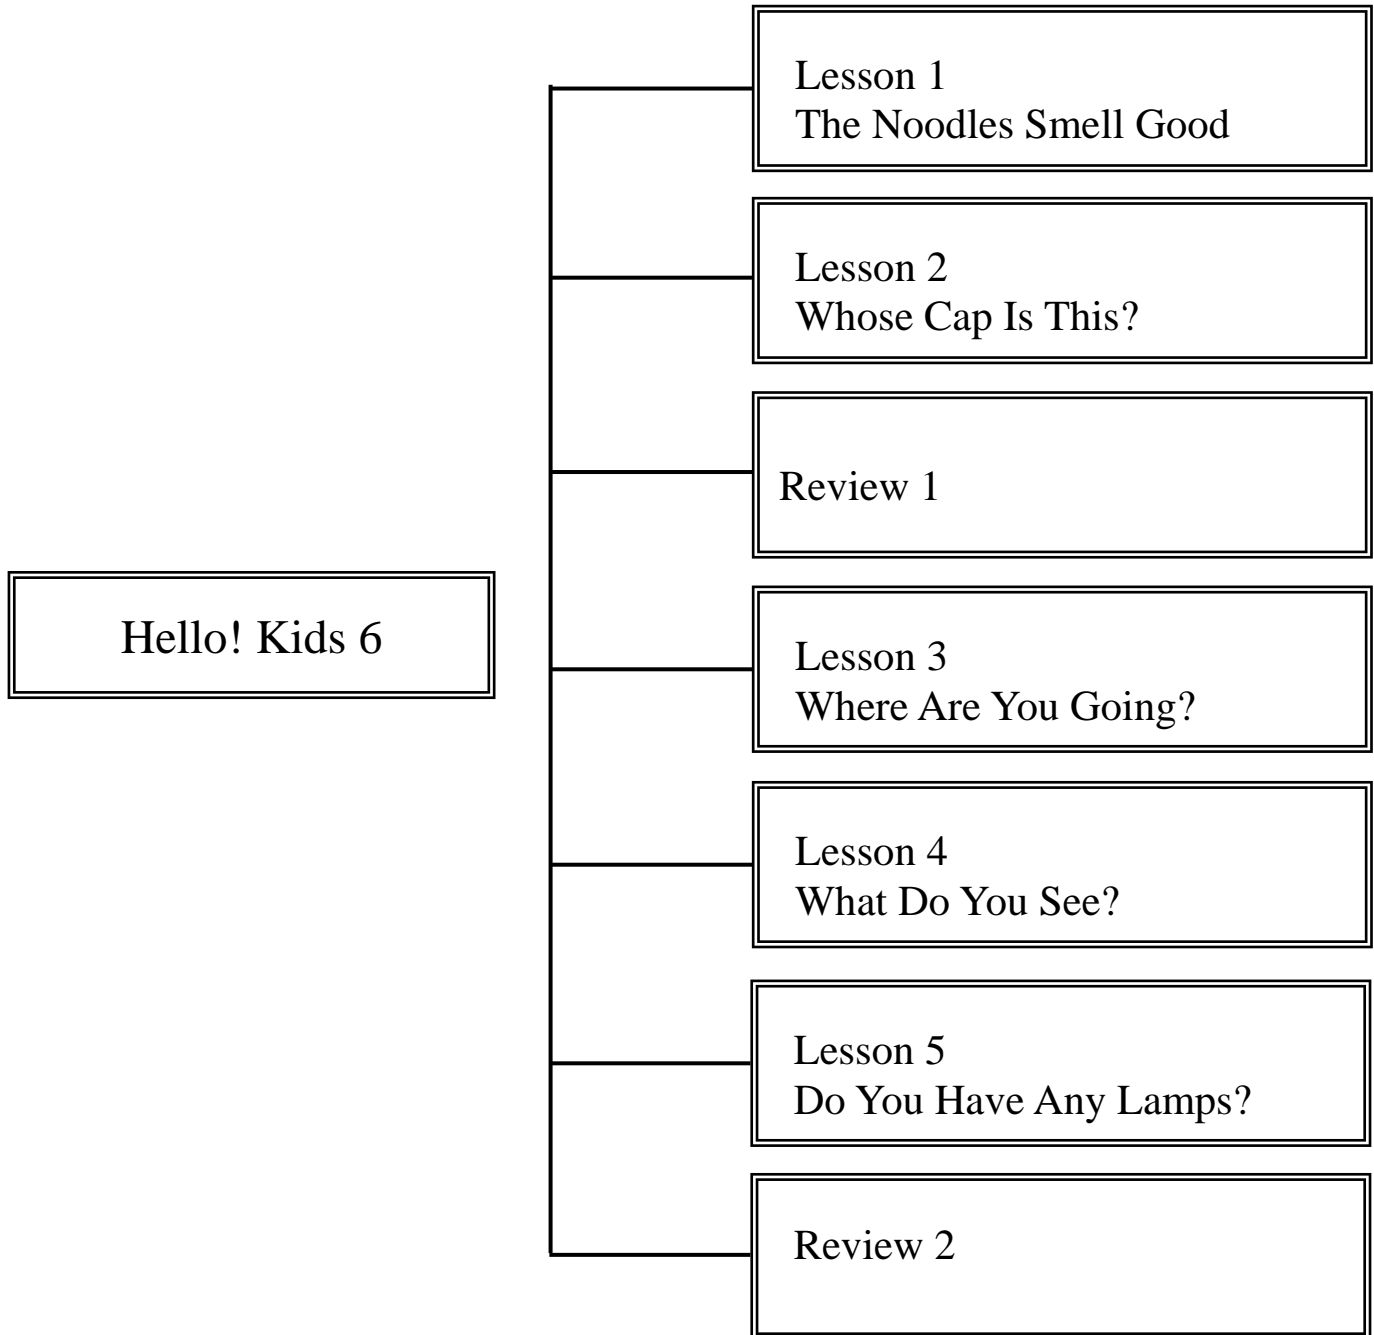 Hello! Kids 6
Lesson 1
The Noodles Smell Good
Lesson 2
Whose Cap Is This?
Review 1
Lesson 3
Where Are You Going?
Lesson 4
What Do You See?
Lesson 5
Do You Have Any Lamps?
Review 2